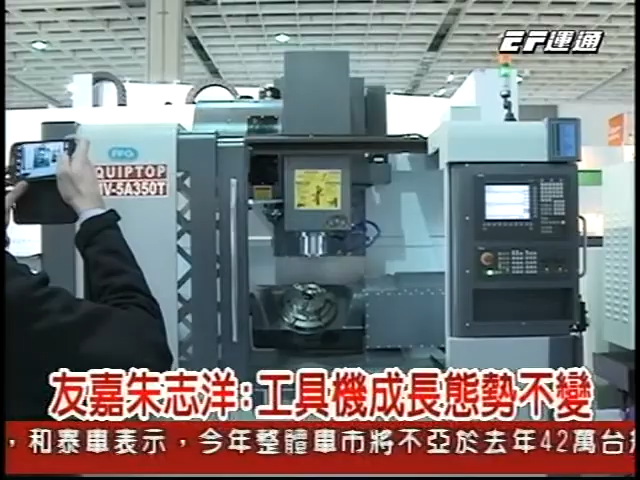 EF運通
FFG
QUIPTOP
V-5A350T
友嘉朱志洋:工具機成長態勢不變
,和泰車表示,今年整體車市將不亞於去年42萬台